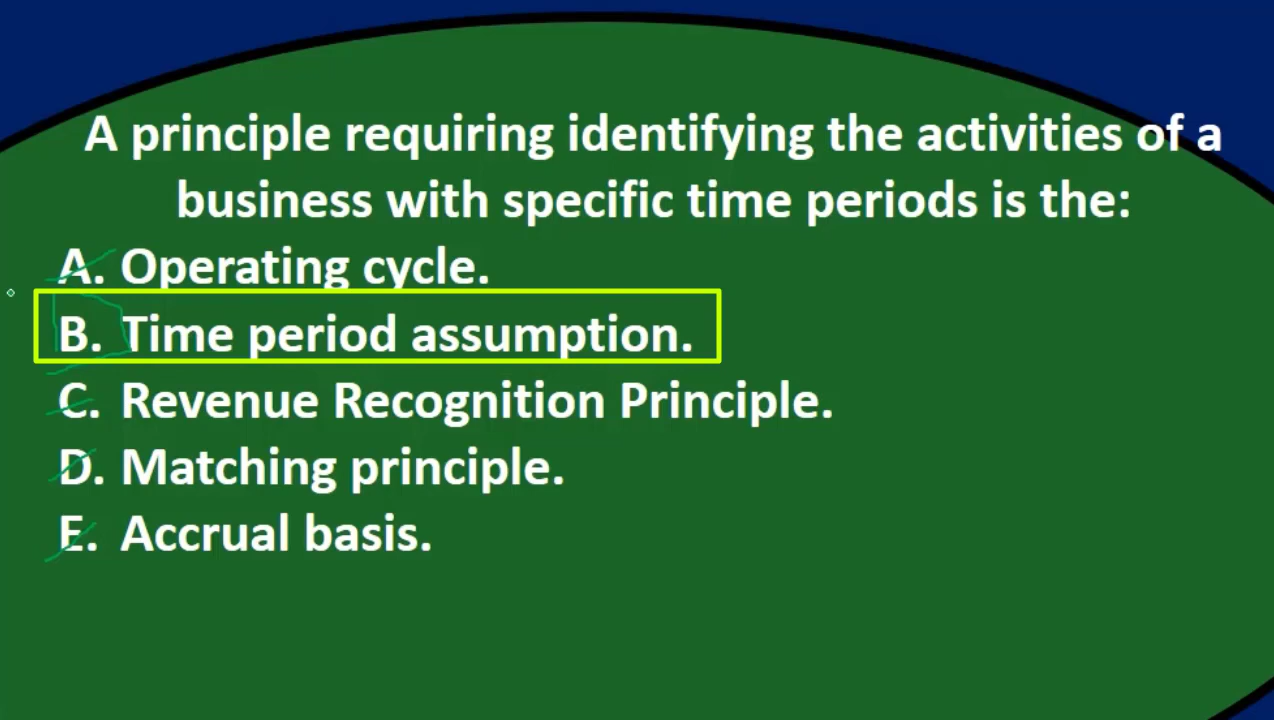 A principle requiring identifying the activities of a
business with specific time periods is the:
A. Operating cycle.
B. Time period assumption.
C. Revenue Recognition Principle.
D. Matching principle.
E. Accrual basis.